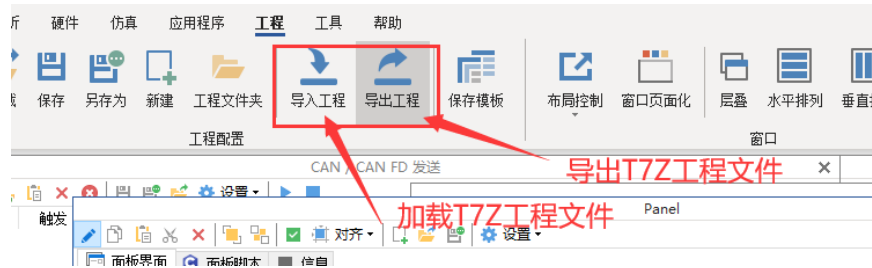 析 硬件 仿真 应用程序 工程 工具 帮助
保存 另存为 新建 工程文件夹 导入工程 导出工程 保存模板 布局控制 窗口页面化 层叠 水平排列 垂直排
工程配置 窗口
CAN / CAN FD 发送
导出T7Z工程文件
设置
触发
加载T7Z工程文件
Panel
对齐 设置
面板界面 C 面板脚本 信息